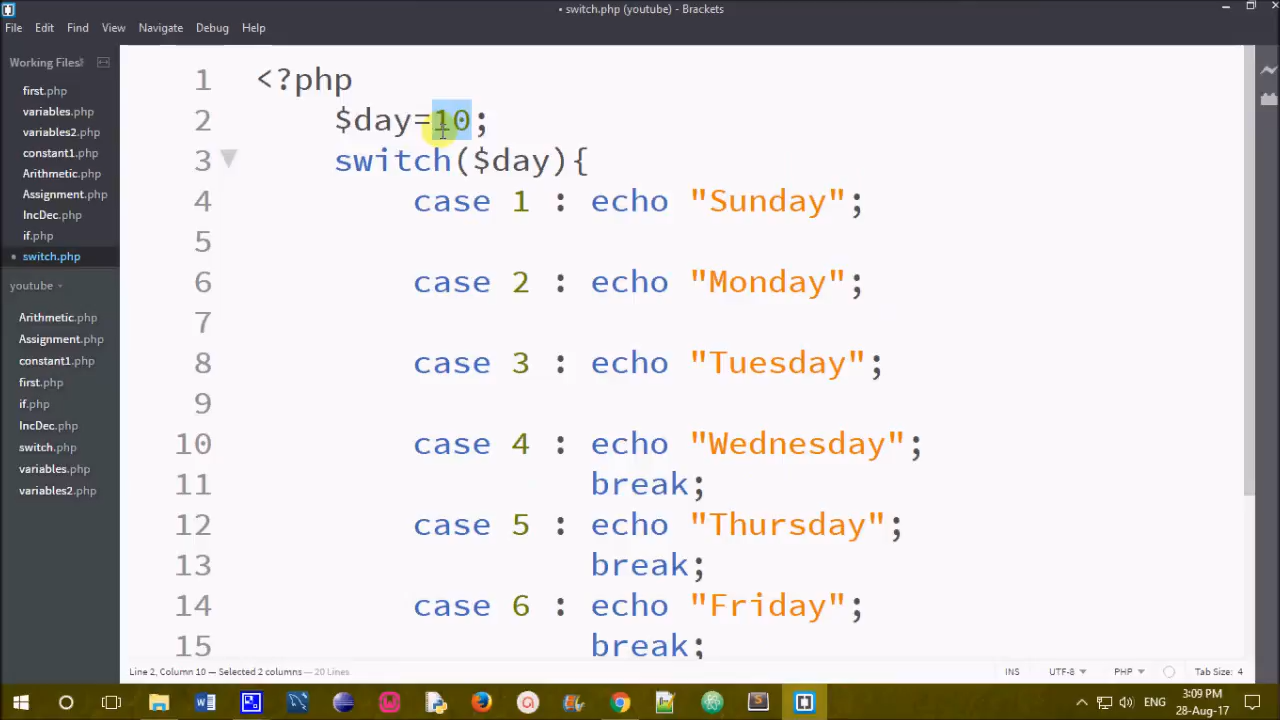 • switch.php (youtube) - Brackets
File Edit Find View Navigate Debug Help
Working Files
first.php
variables.php
variables2.php
constant1.php
Arithmetic.php
Assignment.php
IncDec.php
if.php
• switch.php
youtube
Arithmetic.php
Assignment.php
constant1.php
first.php
if.php
IncDec.php
switch.php
variables.php
variables2.php
1 <?php
2 $day=10;
3 switch($day){
4 case 1 : echo "Sunday";
5
6 case 2 : echo "Monday";
7
8 case 3 : echo "Tuesday";
9
10 case 4 : echo "Wednesday";
11 break;
12 case 5 : echo "Thursday";
13 break;
14 case 6 : echo "Friday";
15 break;
Line 2, Column 10 — Selected 2 columns — 20 Lines INS UTF-8 PHP Tab Size: 4
ENG 3:09 PM
28-Aug-17